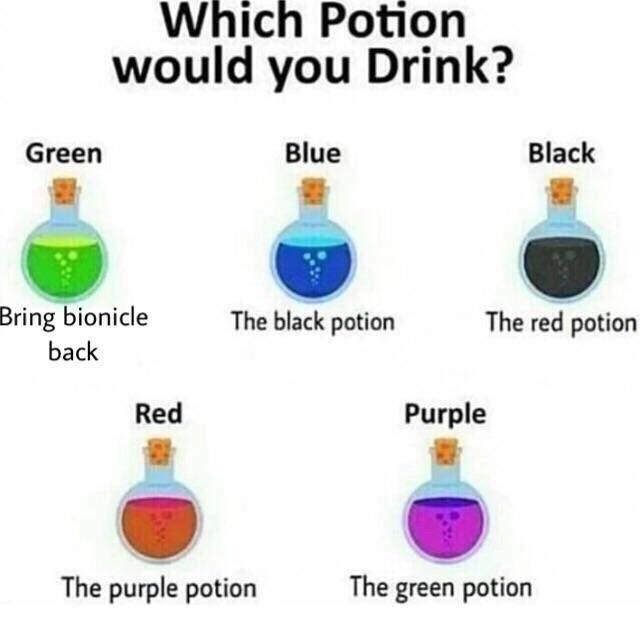 Which Potion
would you Drink?
Green
Blue
Black
Bring bionicle
back
The black potion
The red potion
Red
Purple
The purple potion
The green potion